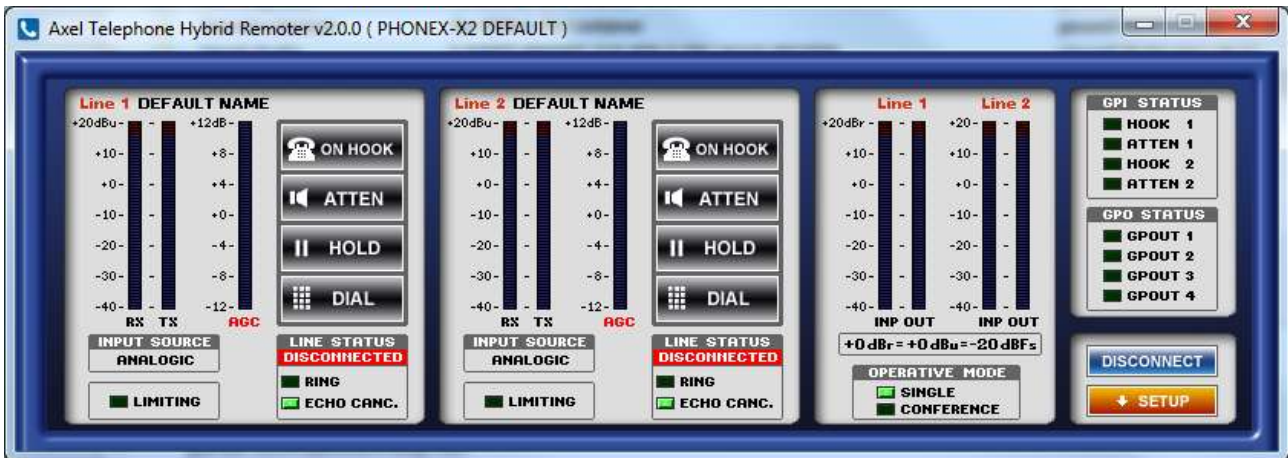 Axel Telephone Hybrid Remoter v2.0.0 ( PHONEX-X2 DEFAULT )
Line 1 DEFAULT NAME
+20dBu- - +12dB-
+10- - +8-
+0- - +4-
-10- - +0-
-20- - -4-
-30- - -8-
-40- - -12-
RX TX AGC
ON HOOK
ATTEN
HOLD
DIAL
INPUT SOURCE
ANALOGIC
LIMITING
LINE STATUS
DISCONNECTED
RING
ECHO CANC.
Line 2 DEFAULT NAME
+20dBu- - +12dB-
+10- - +8-
+0- - +4-
-10- - +0-
-20- - -4-
-30- - -8-
-40- - -12-
RX TX AGC
ON HOOK
ATTEN
HOLD
DIAL
INPUT SOURCE
ANALOGIC
LIMITING
LINE STATUS
DISCONNECTED
RING
ECHO CANC.
Line 1 Line 2
+20dBr- - +20- -
+10- - +10- -
+0- - +0- -
-10- - -10- -
-20- - -20- -
-30- - -30- -
-40- - -40- -
INP OUT INP OUT
+0dBr=+0dBu=-20dBFs
OPERATIVE MODE
SINGLE
CONFERENCE
GPI STATUS
HOOK 1
ATTEN 1
HOOK 2
ATTEN 2
GPO STATUS
GPOUT 1
GPOUT 2
GPOUT 3
GPOUT 4
DISCONNECT
SETUP